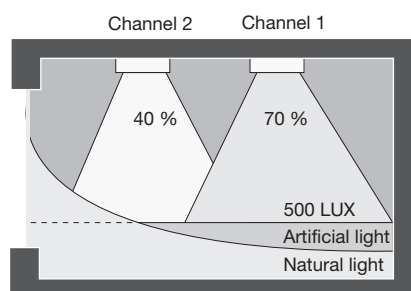 Channel 2 Channel 1
40 % 70 %
500 LUX
Artificial light
Natural light